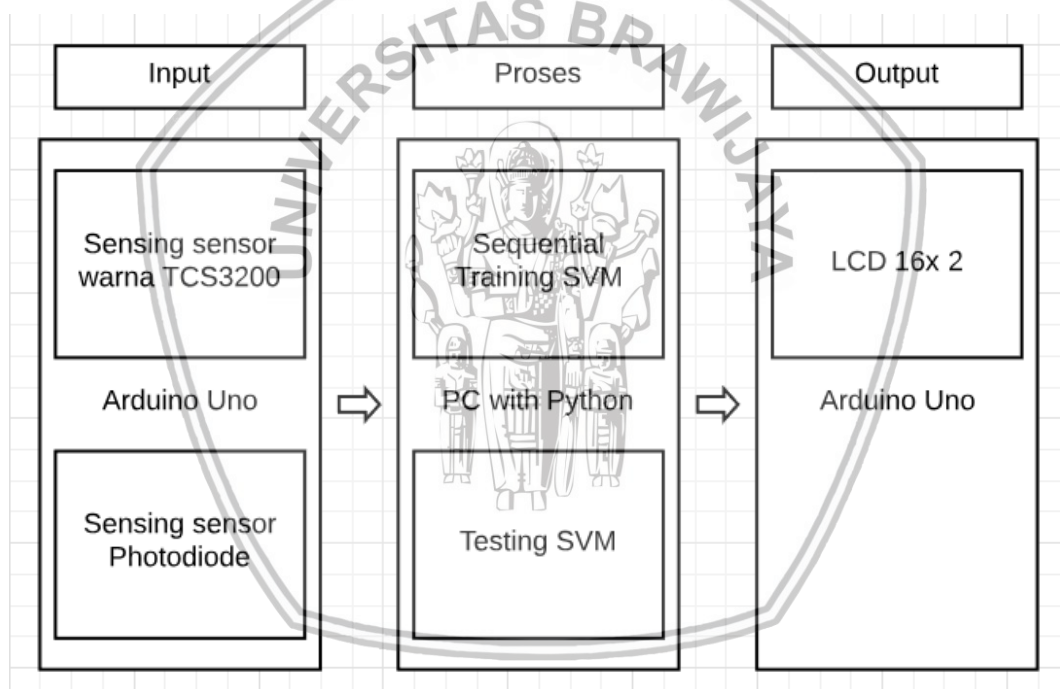 UNIVERSITAS BRAWIJAYA
Input
Proses
Output
Sensing sensor
warna TCS3200
Arduino Uno
Sensing sensor
Photodiode
Sequential
Training SVM
PC with Python
Testing SVM
LCD 16x 2
Arduino Uno